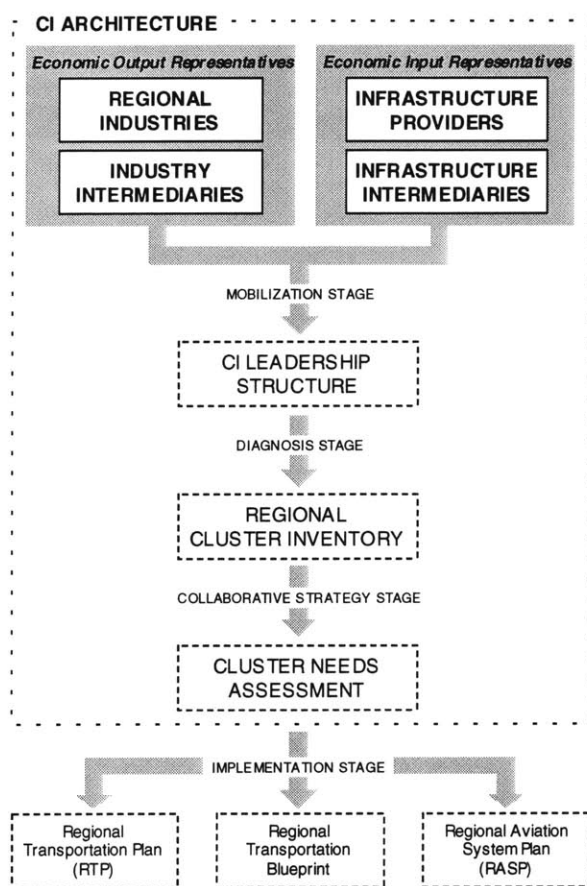 CI ARCHITECTURE
Economic Output Representatives
REGIONAL
INDUSTRIES
INDUSTRY
INTERMEDIARIES
Economic Input Representatives
INFRASTRUCTURE
PROVIDERS
INFRASTRUCTURE
INTERMEDIARIES
MOBILIZATION STAGE
CI LEADERSHIP
STRUCTURE
DIAGNOSIS STAGE
REGIONAL
CLUSTER INVENTORY
COLLABORATIVE STRATEGY STAGE
CLUSTER NEEDS
ASSESSMENT
IMPLEMENTATION STAGE
Regional
Transportation Plan
(RTP)
Regional
Transportation
Blueprint
Regional Aviation
System Plan
(RASP)